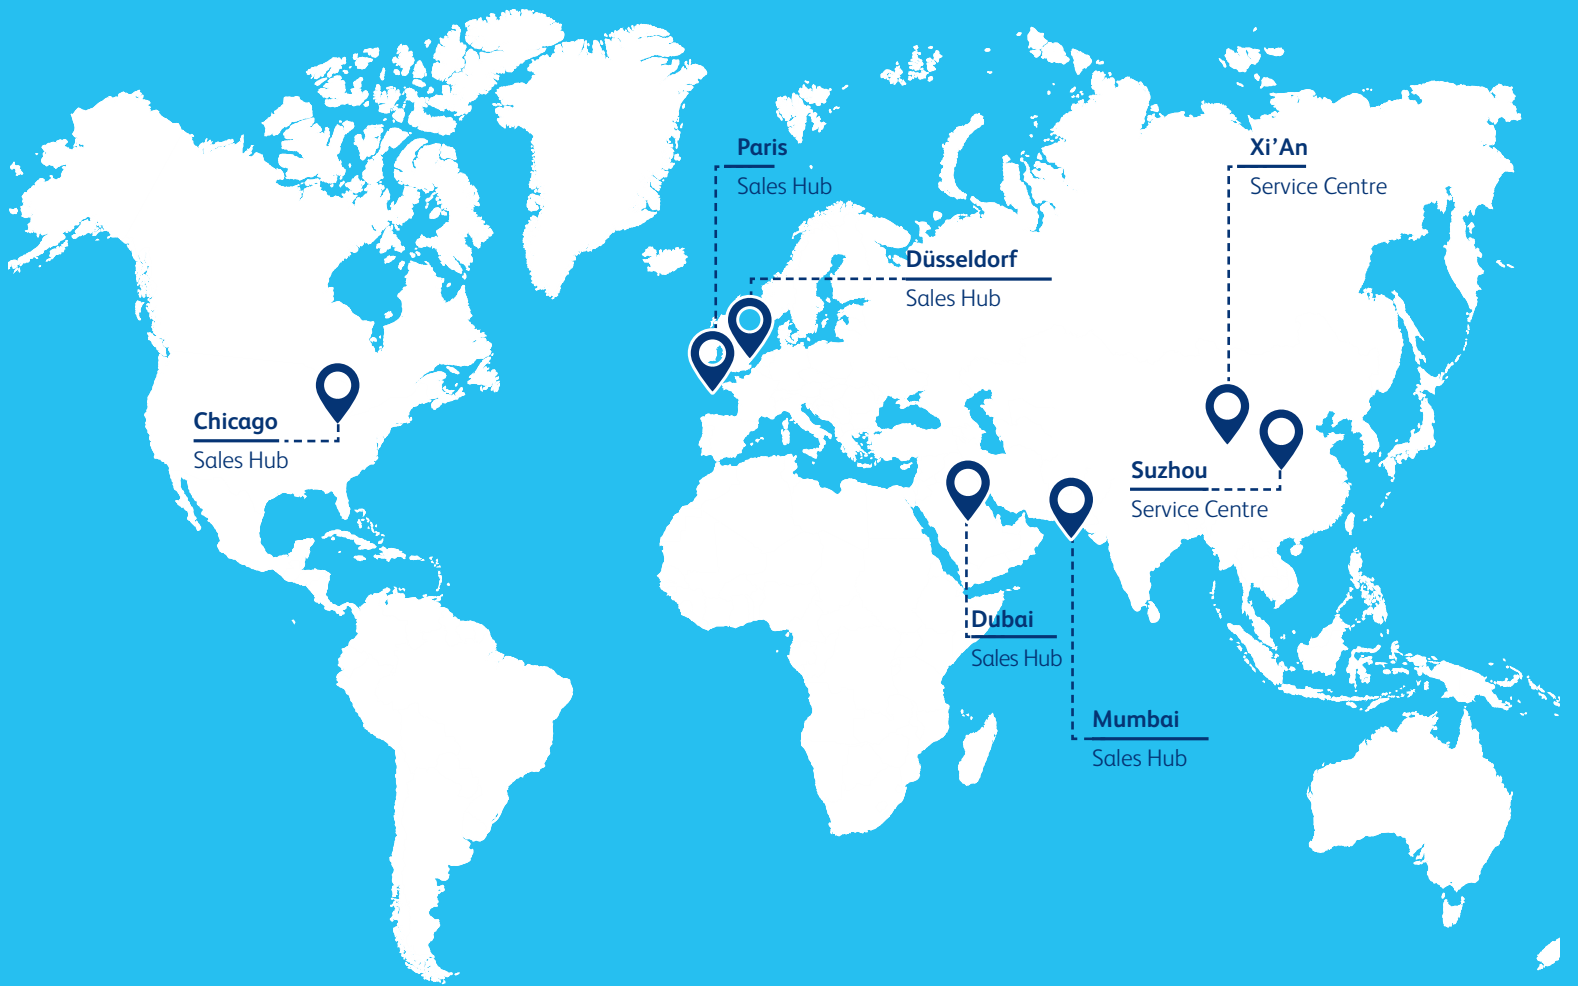 Paris
Sales Hub
Xi’An
Service Centre
Düsseldorf
Sales Hub
Chicago
Sales Hub
Suzhou
Service Centre
Dubai
Sales Hub
Mumbai
Sales Hub